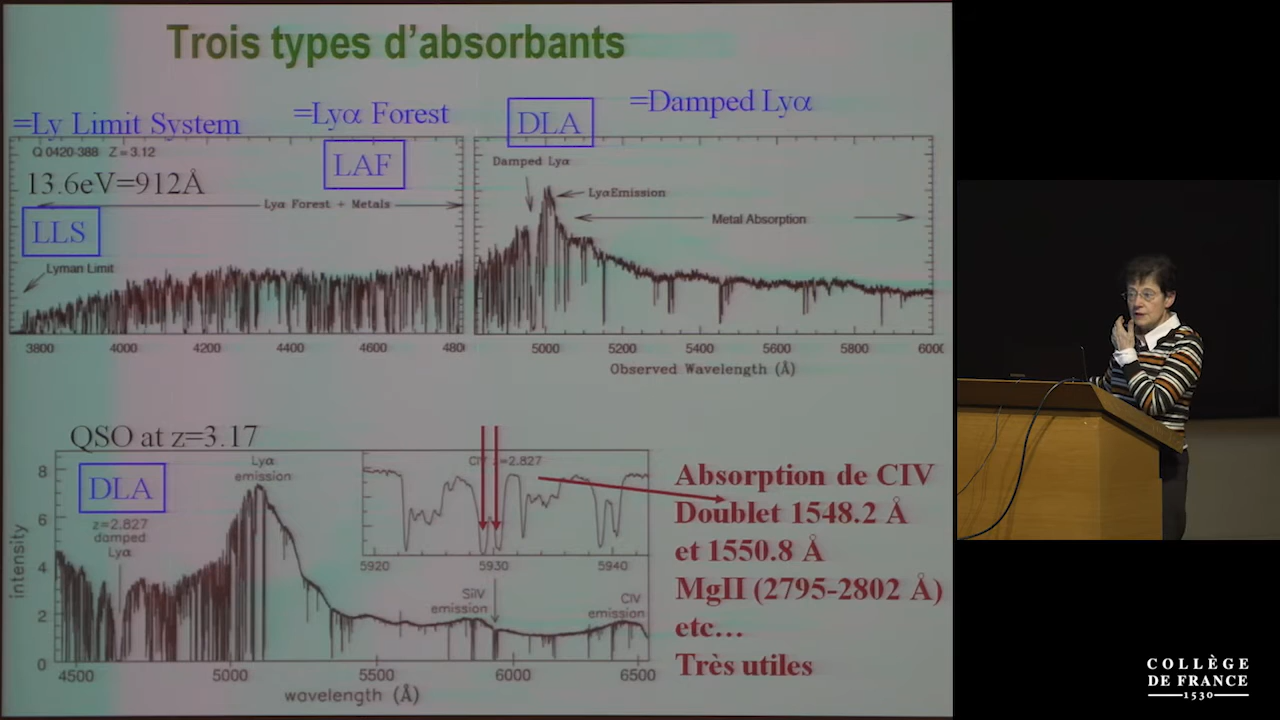 Trois types d’absorbants
=Ly Limit System
=Lyα Forest
DLA
=Damped Lyα
Q 0420-388 Z=3.12
LAF
Damped Lyα
13.6eV=912Å
Lyα Forest + Metals
LyαEmission
LLS
Metal Absorption
Lyman Limit
3800 4000 4200 4400 4600 480
5000 5200 5400 5600 5800 600
Observed Wavelength (Å)
QSO at z=3.17
Lyα
emission
DLA
z=2.827
damped
Lyα
CIV z=2.827
5920 5930 5940
SiIV
emission
CIV
emission
intensity
8
6
4
2
0
4500 5000 5500 6000 6500
wavelength (Å)
Absorption de CIV
Doublet 1548.2 Å
et 1550.8 Å
MgII (2795-2802 Å)
etc…
Très utiles
COLLÈGE
DE FRANCE
1530